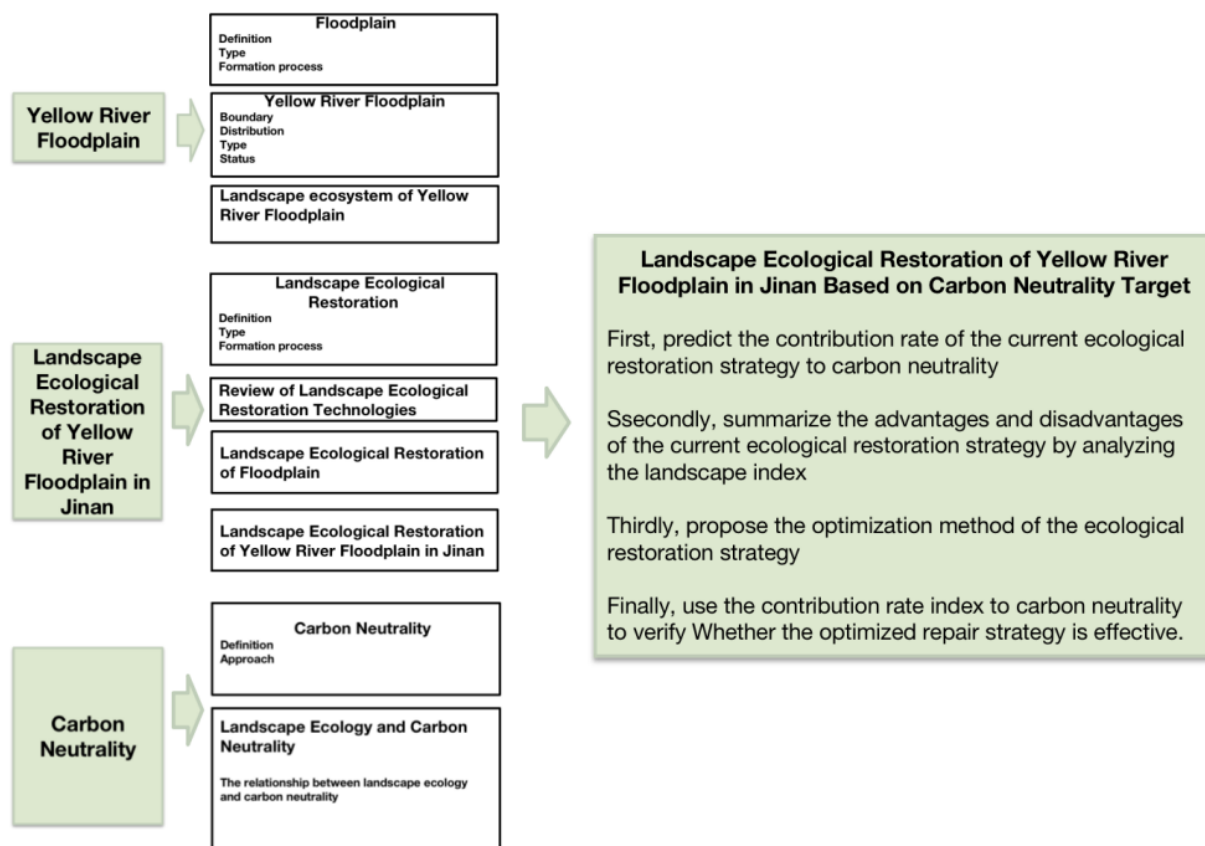 Yellow River
Floodplain
Floodplain
Definition
Type
Formation process
Yellow River Floodplain
Boundary
Distribution
Type
Status
Landscape ecosystem of Yellow
River Floodplain
Landscape
Ecological
Restoration
of Yellow
River
Floodplain in
Jinan
Landscape Ecological
Restoration
Definition
Type
Formation process
Review of Landscape Ecological
Restoration Technologies
Landscape Ecological Restoration
of Floodplain
Landscape Ecological Restoration
of Yellow River Floodplain in Jinan
Carbon
Neutrality
Carbon Neutrality
Definition
Approach
Landscape Ecology and Carbon
Neutrality
The relationship between landscape ecology
and carbon neutrality
Landscape Ecological Restoration of Yellow River
Floodplain in Jinan Based on Carbon Neutrality Target
First, predict the contribution rate of the current ecological
restoration strategy to carbon neutrality
Ssecondly, summarize the advantages and disadvantages
of the current ecological restoration strategy by analyzing
the landscape index
Thirdly, propose the optimization method of the ecological
restoration strategy
Finally, use the contribution rate index to carbon neutrality
to verify Whether the optimized repair strategy is effective.